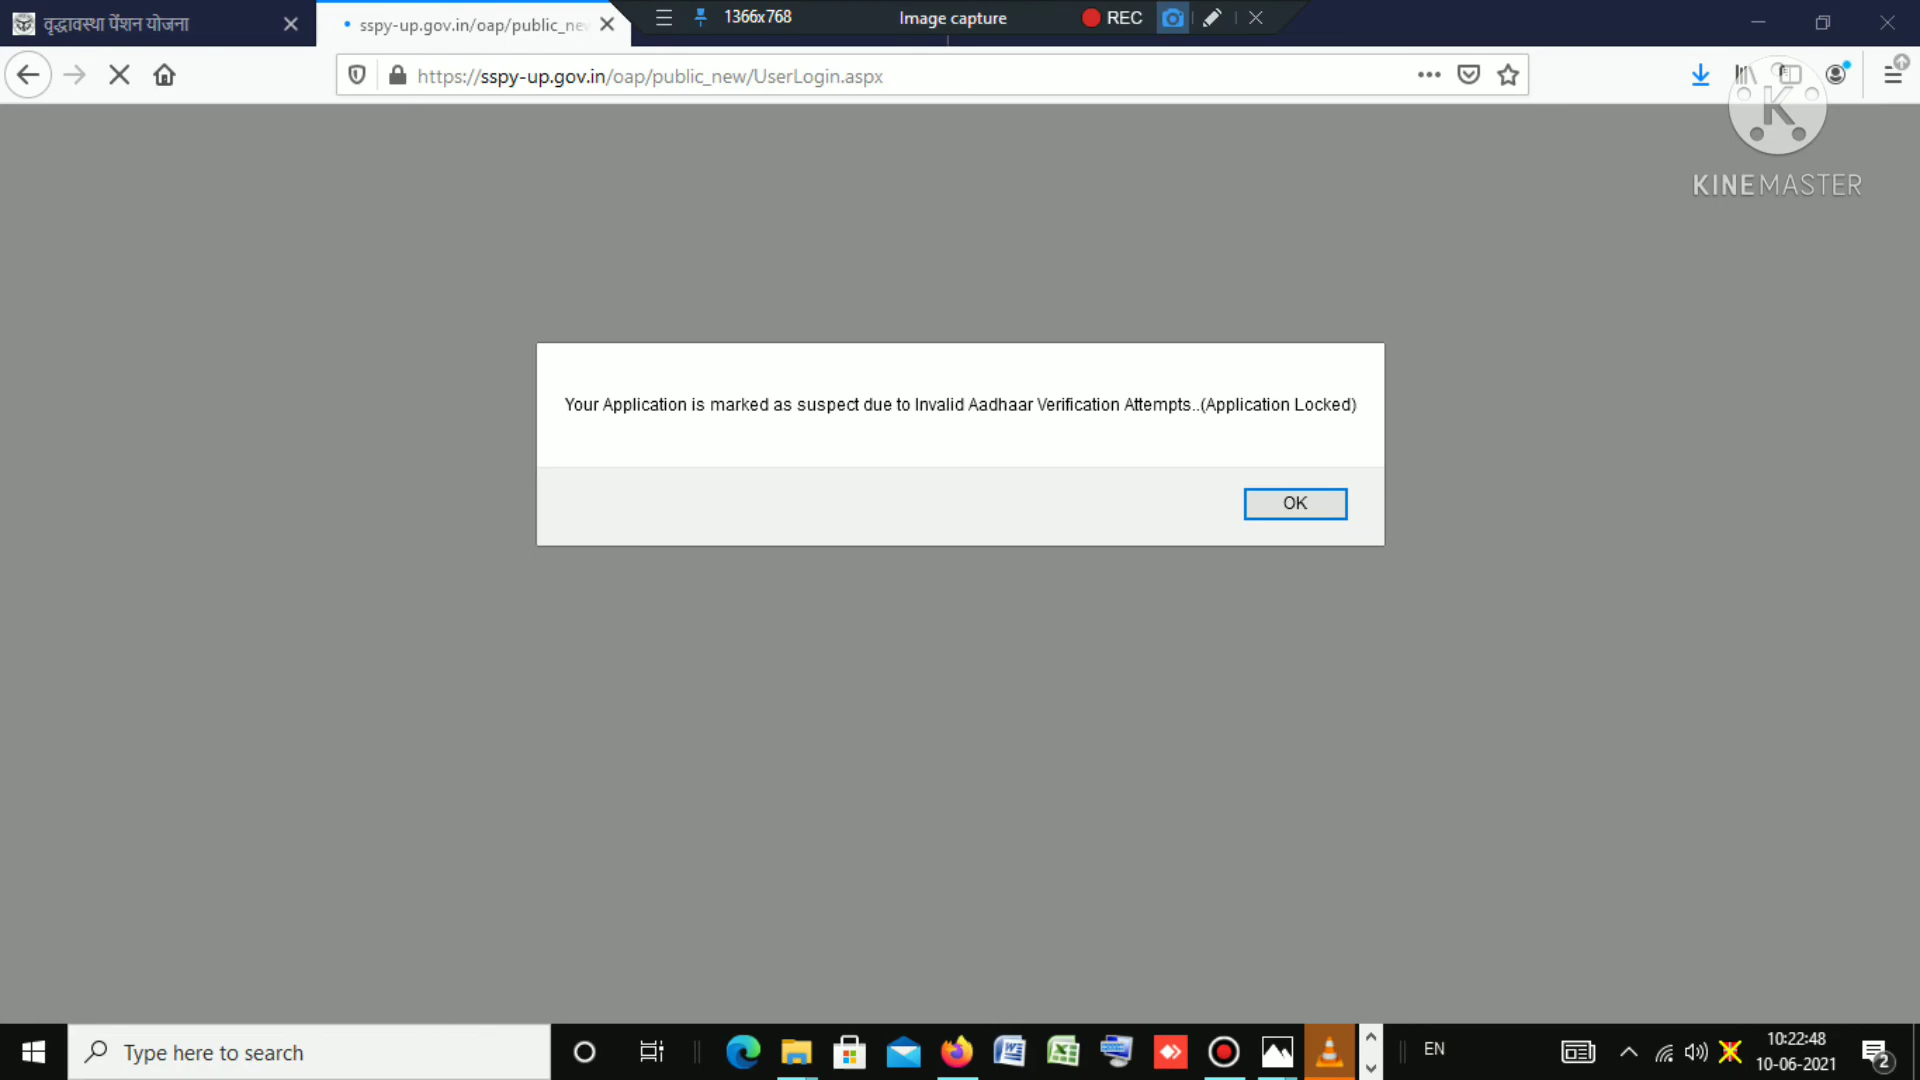 वृद्धावस्था पेंशन योजना
sspy-up.gov.in/oap/public_ne
1366x768
Image capture
REC
https://sspy-up.gov.in/oap/public_new/UserLogin.aspx
K
KINEMASTER
Your Application is marked as suspect due to Invalid Aadhaar Verification Attempts..(Application Locked)
OK
Type here to search
EN
10:22:48
10-06-2021
2